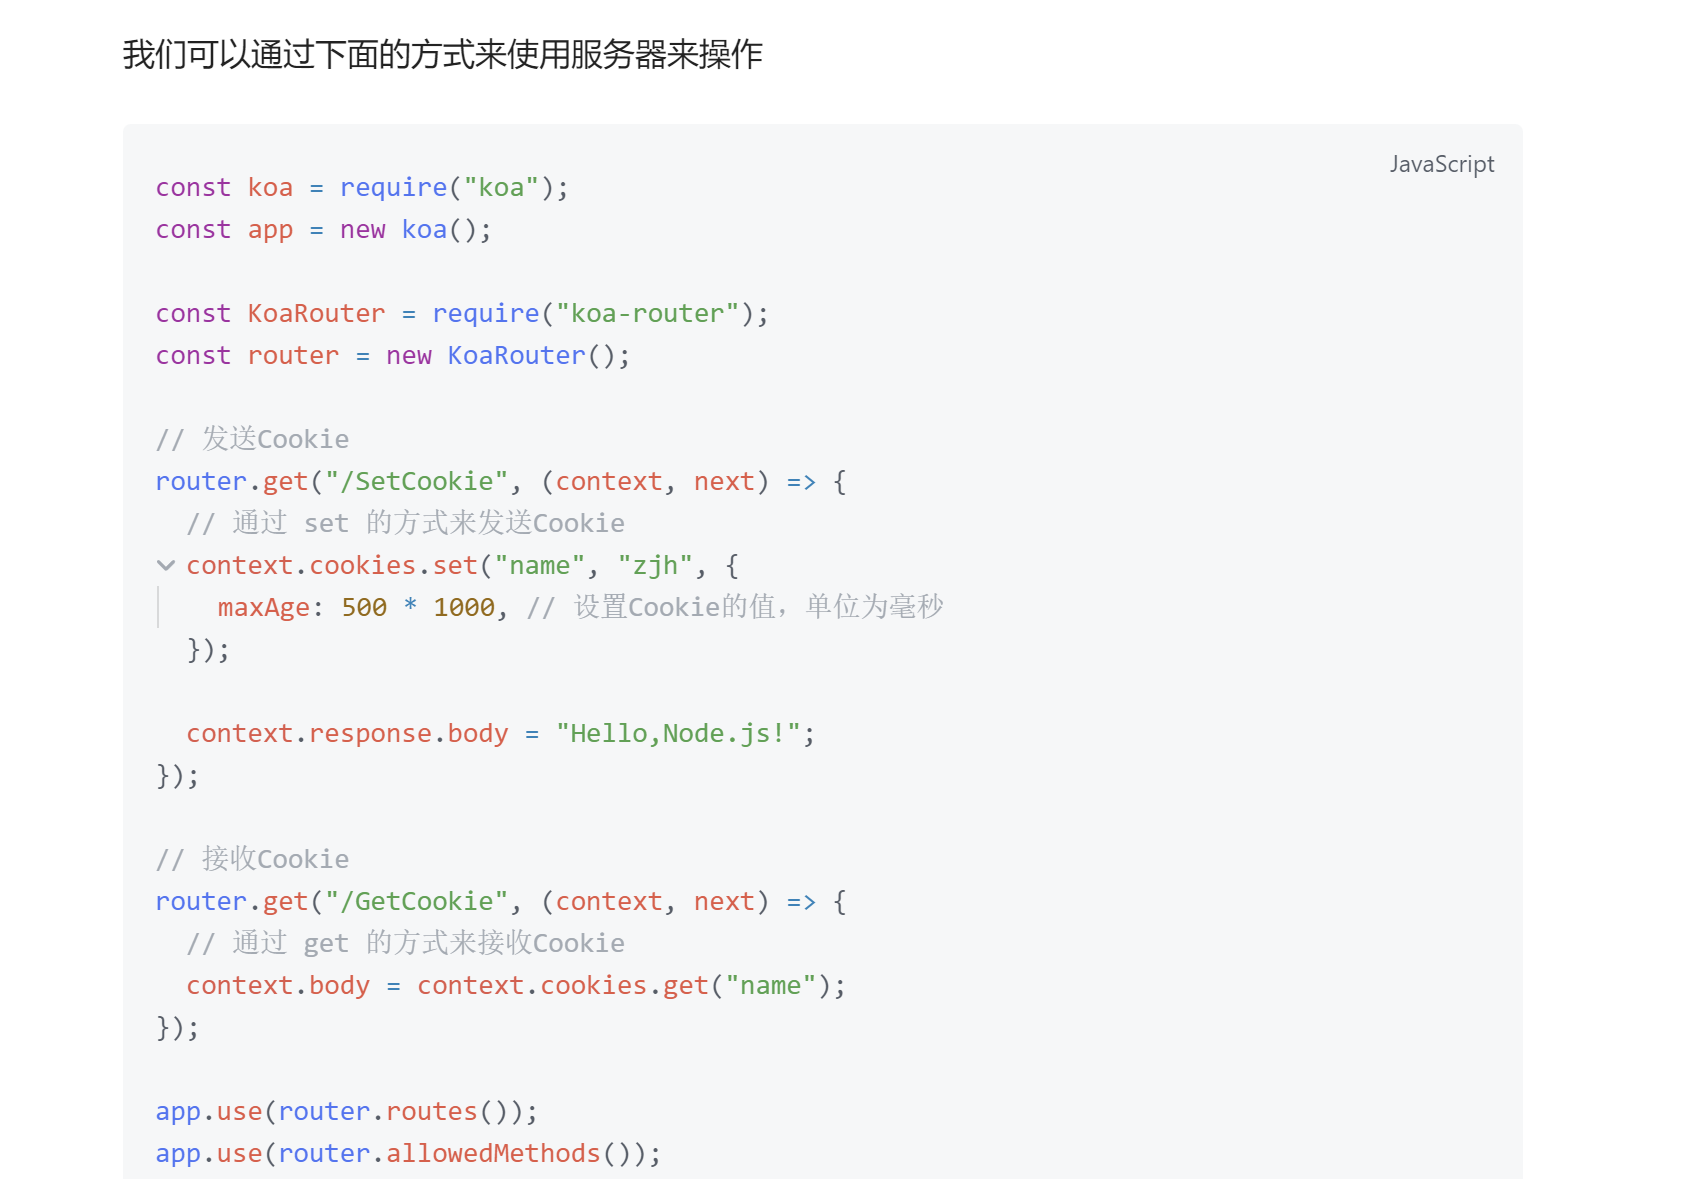 我们可以通过下面的方式来使用服务器来操作
JavaScript
const koa = require("koa");
const app = new koa();
const KoaRouter = require("koa-router");
const router = new KoaRouter();
// 发送Cookie
router.get("/SetCookie", (context, next) => {
// 通过 set 的方式来发送Cookie
context.cookies.set("name", "zjh", {
maxAge: 500 * 1000, // 设置Cookie的值，单位为毫秒
});
context.response.body = "Hello,Node.js!";
});
// 接收Cookie
router.get("/GetCookie", (context, next) => {
// 通过 get 的方式来接收Cookie
context.body = context.cookies.get("name");
});
app.use(router.routes());
app.use(router.allowedMethods());